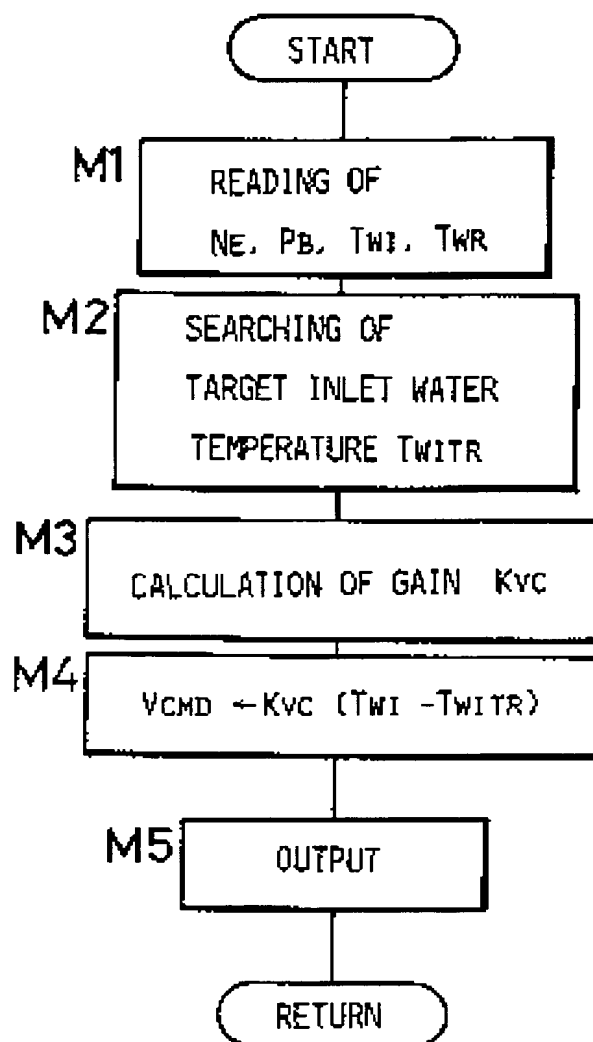 START
M1
READING OF
NE, PB, TWI, TWR
M2
SEARCHING OF
TARGET INLET WATER
TEMPERATURE TWITR
M3
CALCULATION OF GAIN KVC
M4
VCMD ← KVC (TWI - TWITR)
M5
OUTPUT
RETURN